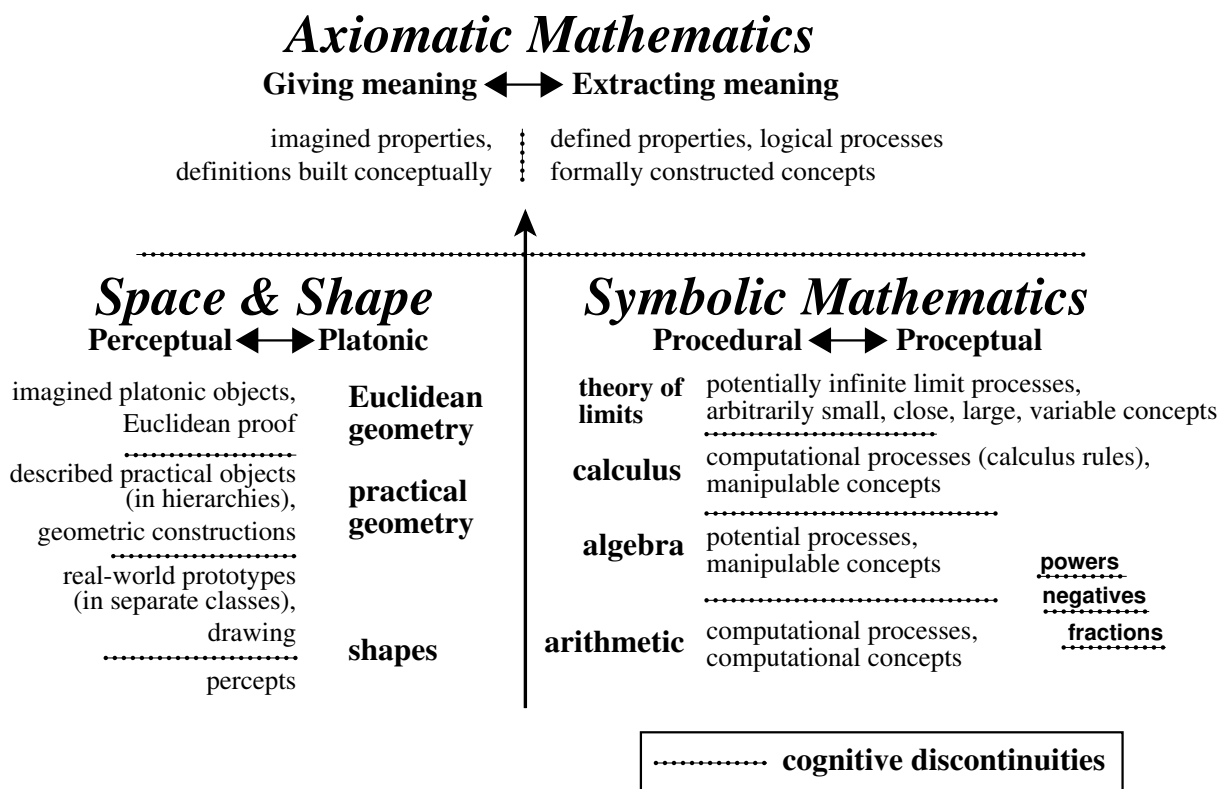 Axiomatic Mathematics
Giving meaning Extracting meaning
imagined properties,
definitions built conceptually
defined properties, logical processes
formally constructed concepts
Space & Shape
Perceptual Platonic
imagined platonic objects,
Euclidean proof
Euclidean
geometry
described practical objects
(in hierarchies),
geometric constructions
practical
geometry
real-world prototypes
(in separate classes),
drawing
shapes
percepts
Symbolic Mathematics
Procedural Proceptual
theory of
limits
potentially infinite limit processes,
arbitrarily small, close, large, variable concepts
calculus
computational processes (calculus rules),
manipulable concepts
algebra
potential processes,
manipulable concepts
powers
negatives
fractions
arithmetic
computational processes,
computational concepts
cognitive discontinuities